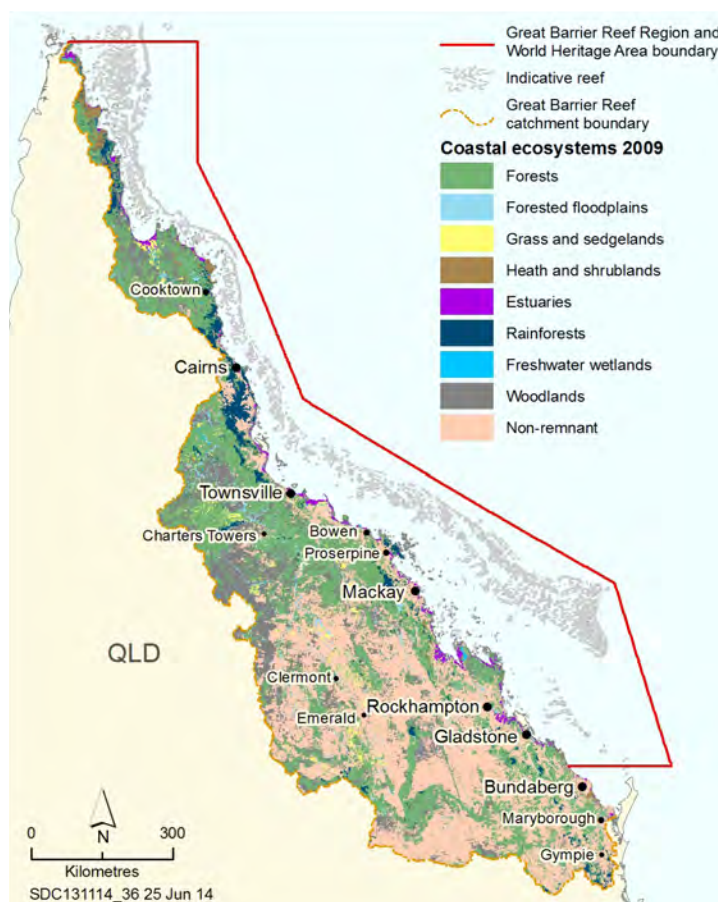 Great Barrier Reef Region and
World Heritage Area boundary
Indicative reef
Great Barrier Reef
catchment boundary
Coastal ecosystems 2009
Forests
Forested floodplains
Grass and sedgelands
Heath and shrublands
Estuaries
Rainforests
Freshwater wetlands
Woodlands
Non-remnant
Cooktown
Cairns
Townsville
Charters Towers
Bowen
Proserpine
Mackay
QLD
Clermont
Emerald
Rockhampton
Gladstone
Bundaberg
Maryborough
Gympie
0 300
N
Kilometres
SDC131114_36 25 Jun 14